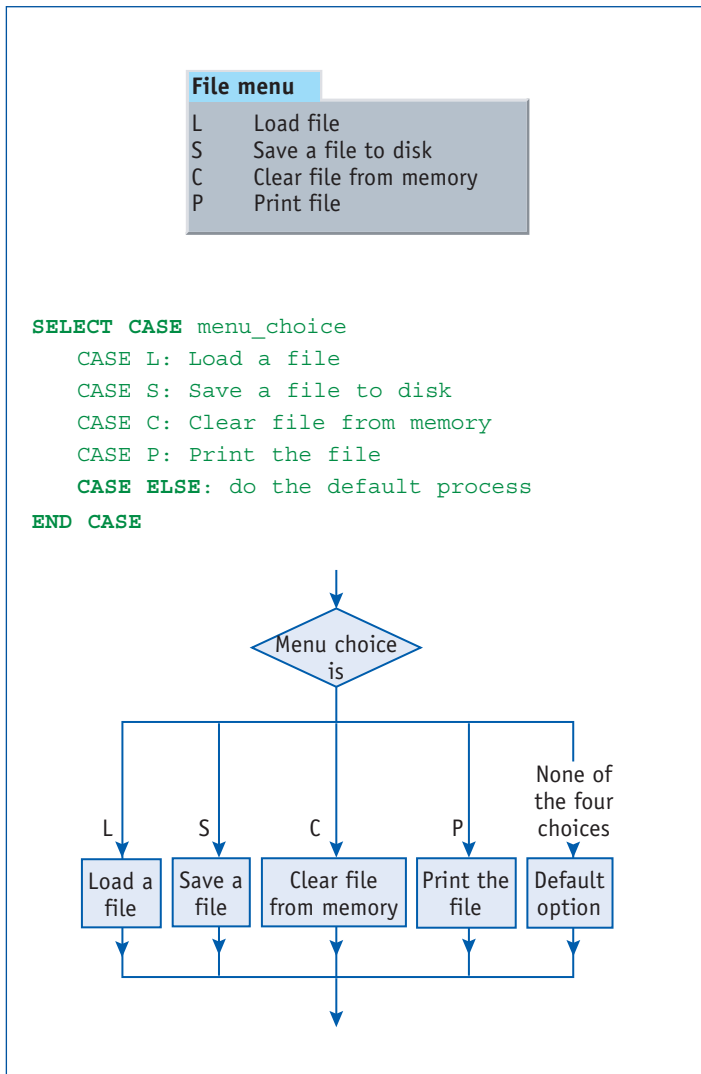 File menu
L Load file
S Save a file to disk
C Clear file from memory
P Print file
SELECT CASE menu_choice
CASE L: Load a file
CASE S: Save a file to disk
CASE C: Clear file from memory
CASE P: Print the file
CASE ELSE: do the default process
END CASE
Menu choice
is
None of
the four
choices
L
S
C
P
Load a
file
Save a
file
Clear file
from memory
Print the
file
Default
option